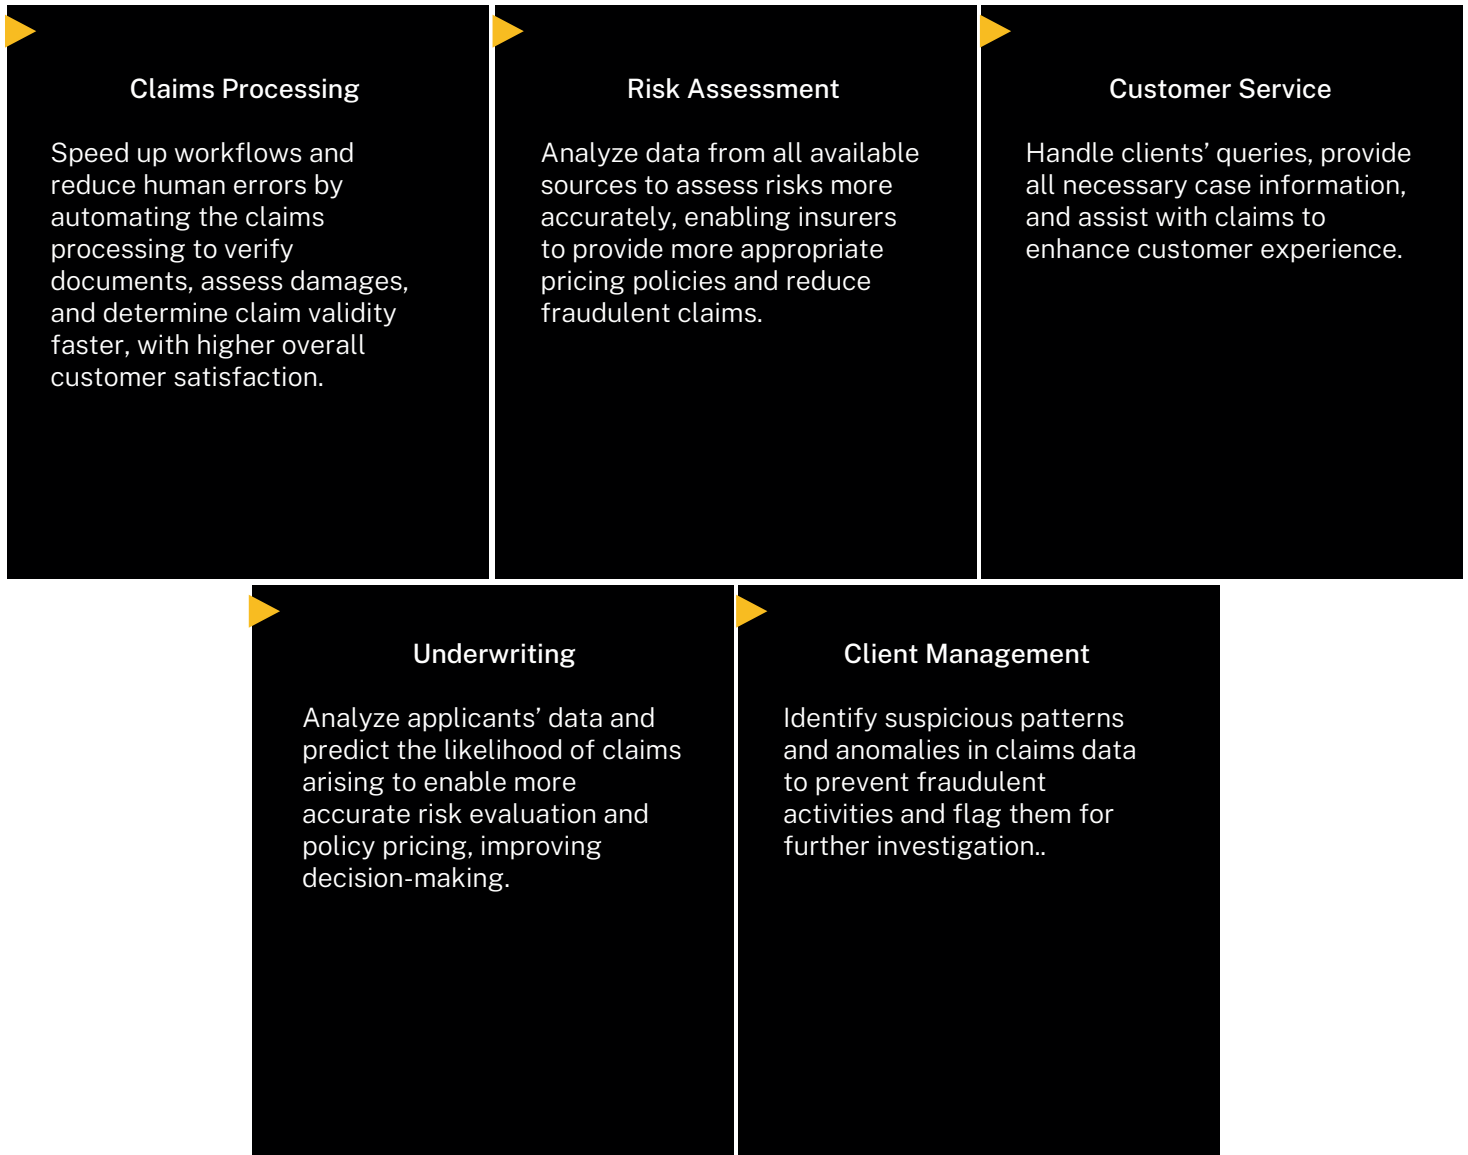 Claims Processing
Speed up workflows and
reduce human errors by
automating the claims
processing to verify
documents, assess damages,
and determine claim validity
faster, with higher overall
customer satisfaction.
Risk Assessment
Analyze data from all available
sources to assess risks more
accurately, enabling insurers
to provide more appropriate
pricing policies and reduce
fraudulent claims.
Customer Service
Handle clients’ queries, provide
all necessary case information,
and assist with claims to
enhance customer experience.
Underwriting
Analyze applicants’ data and
predict the likelihood of claims
arising to enable more
accurate risk evaluation and
policy pricing, improving
decision-making.
Client Management
Identify suspicious patterns
and anomalies in claims data
to prevent fraudulent
activities and flag them for
further investigation..